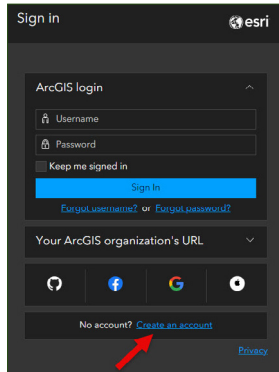 Sign in
esri
ArcGIS login
Username
Password
Keep me signed in
Sign In
Forgot username? or Forgot password?
Your ArcGIS organization's URL
No account? Create an account
Privacy